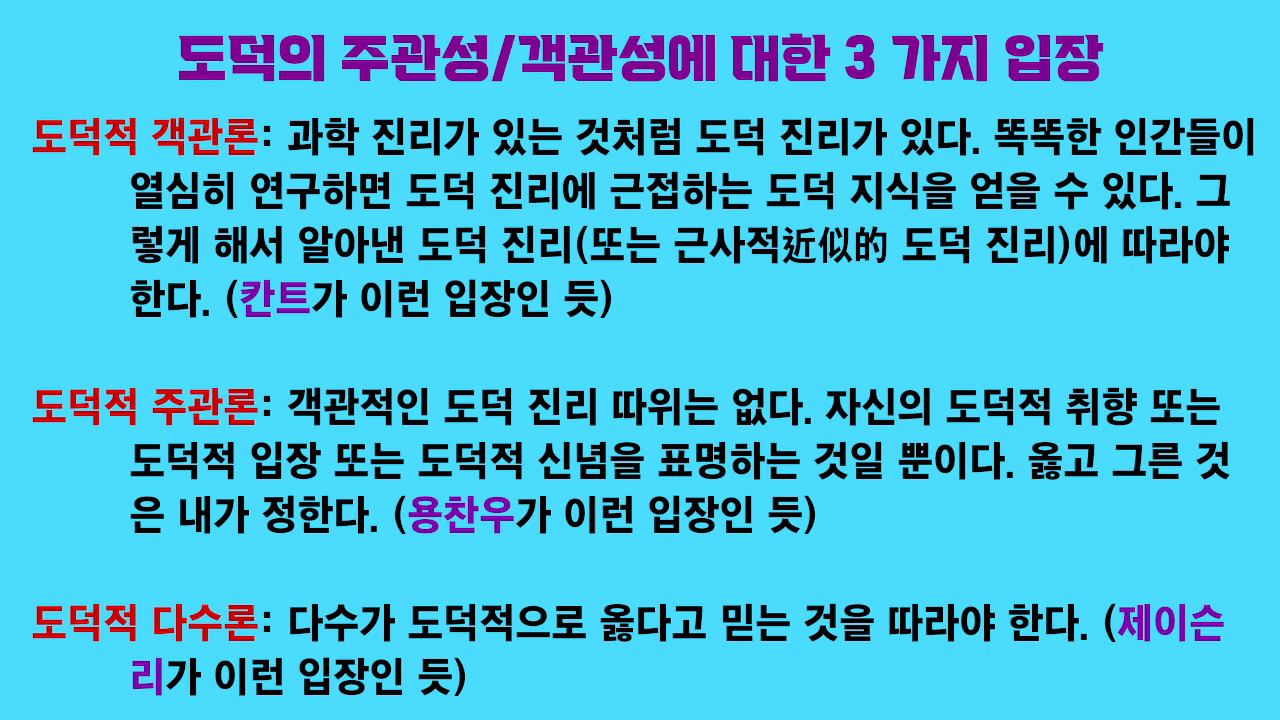 도덕의 주관성/객관성에 대한 3 가지 입장
도덕적 객관론: 과학 진리가 있는 것처럼 도덕 진리가 있다. 똑똑한 인간들이
열심히 연구하면 도덕 진리에 근접하는 도덕 지식을 얻을 수 있다. 그
렇게 해서 알아낸 도덕 진리(또는 근사적近似的 도덕 진리)에 따라야
한다. (칸트가 이런 입장인 듯)
도덕적 주관론: 객관적인 도덕 진리 따위는 없다. 자신의 도덕적 취향 또는
도덕적 입장 또는 도덕적 신념을 표명하는 것일 뿐이다. 옳고 그른 것
은 내가 정한다. (용찬우가 이런 입장인 듯)
도덕적 다수론: 다수가 도덕적으로 옳다고 믿는 것을 따라야 한다. (제이슨
리가 이런 입장인 듯)